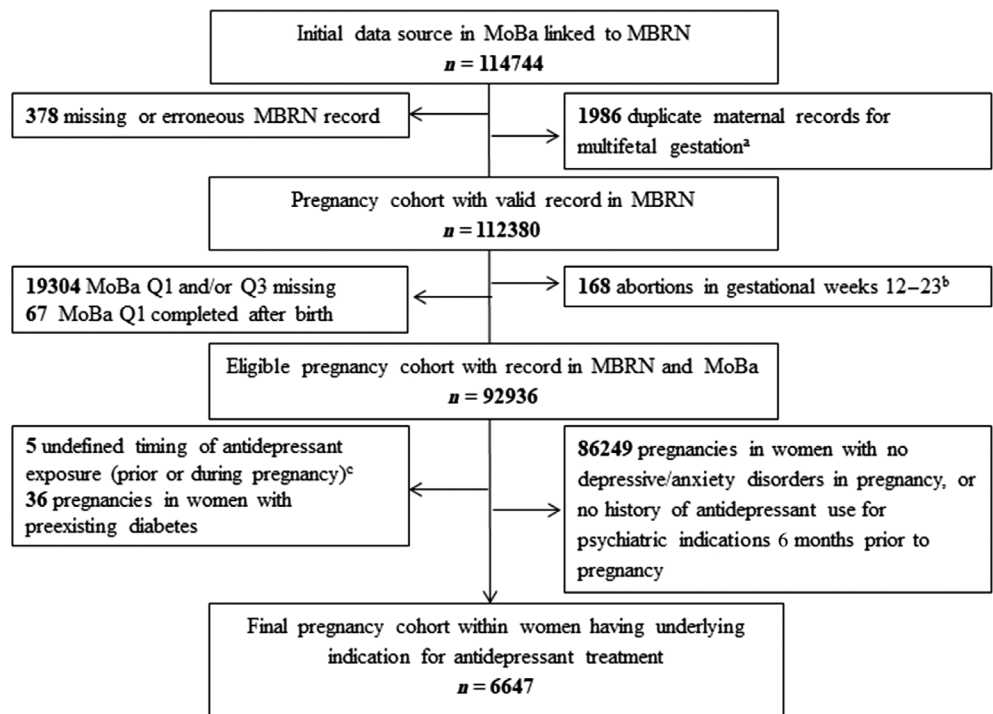 Initial data source in MoBa linked to MBRN
n = 114744
378 missing or erroneous MBRN record
1986 duplicate maternal records for
multifetal gestationᵃ
Pregnancy cohort with valid record in MBRN
n = 112380
19304 MoBa Q1 and/or Q3 missing
67 MoBa Q1 completed after birth
168 abortions in gestational weeks 12–23ᵇ
Eligible pregnancy cohort with record in MBRN and MoBa
n = 92936
5 undefined timing of antidepressant
exposure (prior or during pregnancy)ᶜ
36 pregnancies in women with
preexisting diabetes
86249 pregnancies in women with no
depressive/anxiety disorders in pregnancy, or
no history of antidepressant use for
psychiatric indications 6 months prior to
pregnancy
Final pregnancy cohort within women having underlying
indication for antidepressant treatment
n = 6647